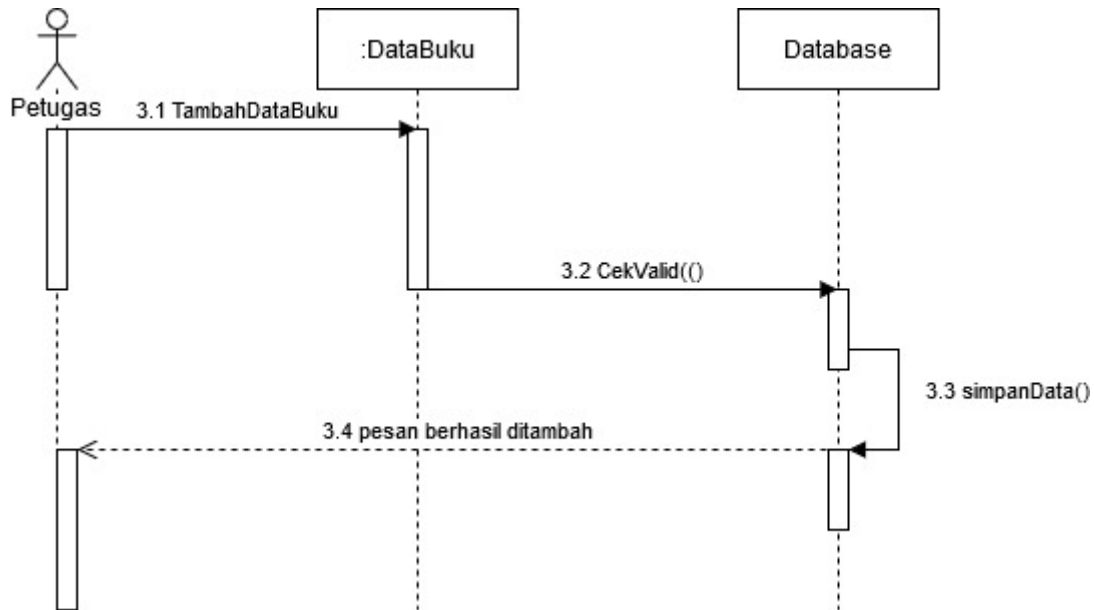 :DataBuku
Database
Petugas
3.1 TambahDataBuku
3.2 CekValid(()
3.3 simpanData()
3.4 pesan berhasil ditambah